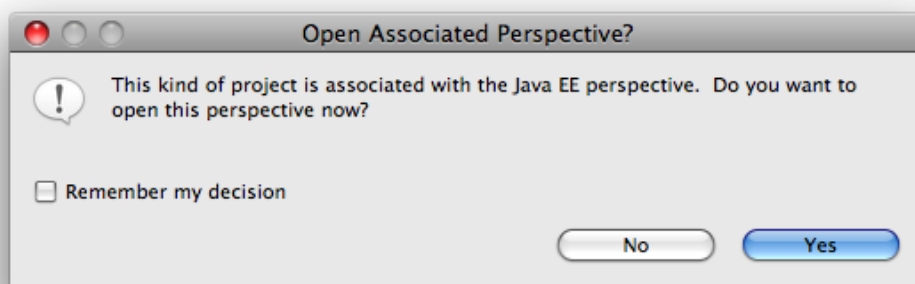 Open Associated Perspective?
This kind of project is associated with the Java EE perspective.  Do you want to
open this perspective now?
Remember my decision
No
Yes